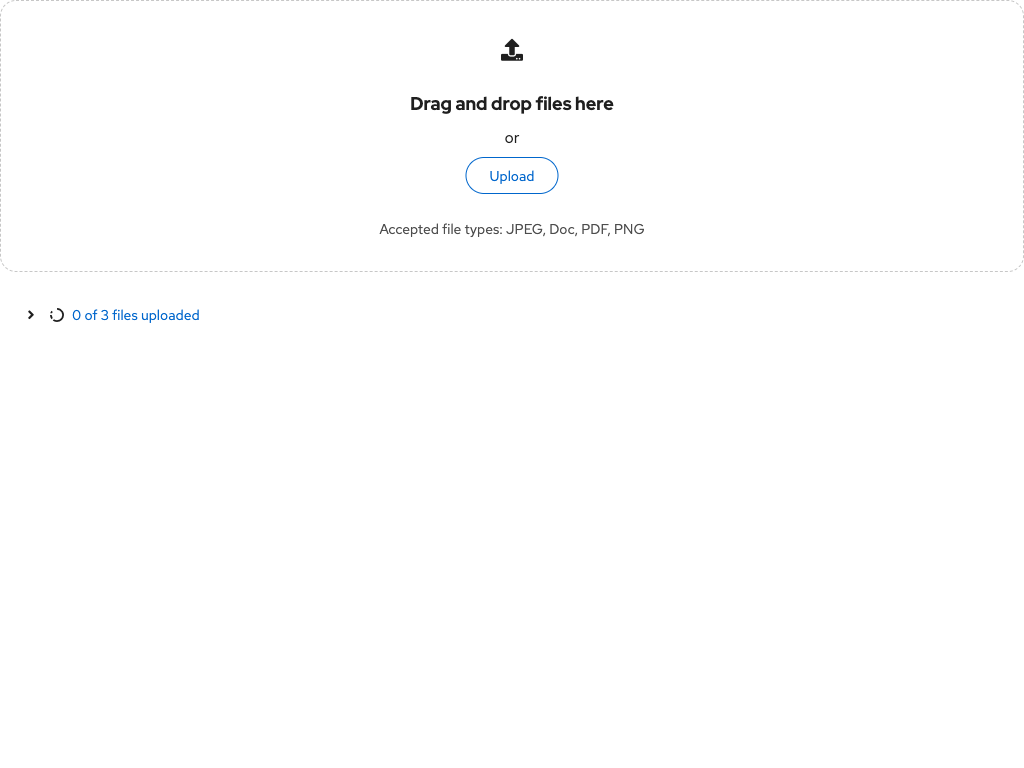 Drag and drop files here
or
Upload
Accepted file types: JPEG, Doc, PDF, PNG
0 of 3 files uploaded